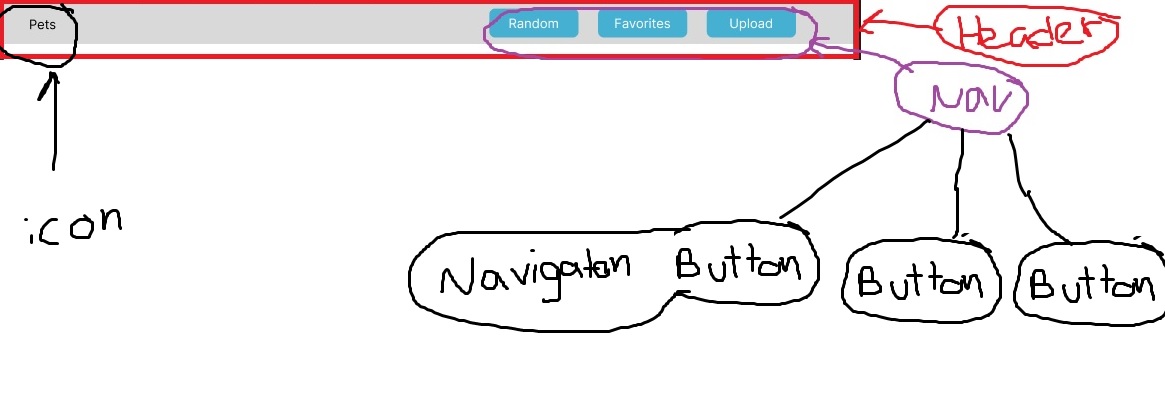 Pets
Random
Favorites
Upload
Header
Nav
icon
Navigaton Button
Button
Button